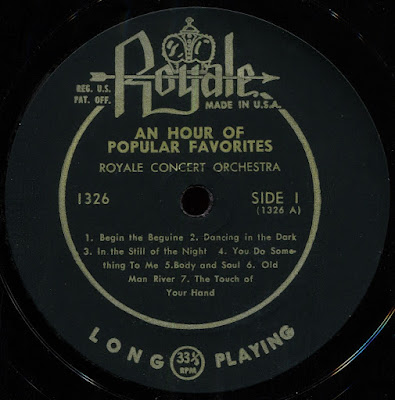 Royale
REG. U.S.
PAT. OFF.
MADE IN U.S.A.
AN HOUR OF
POPULAR FAVORITES
ROYALE CONCERT ORCHESTRA
1326
SIDE 1
(1326 A)
1. Begin the Beguine 2. Dancing in the Dark
3. In the Still of the Night 4. You Do Some-
thing To Me 5.Body and Soul 6. Old
Man River 7. The Touch of
Your Hand
LONG PLAYING
33⅓
RPM